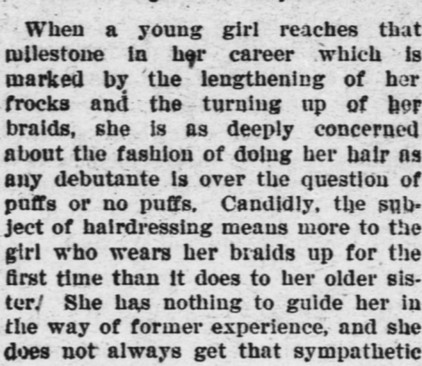 When a young girl reaches that
milestone in her career which is
marked by the lengthening of her
frocks and the turning up of her
braids, she is as deeply concerned
about the fashion of doing her hair as
any debutante is over the question of
puffs or no puffs. Candidly, the sub-
ject of hairdressing means more to the
girl who wears her braids up for the
first time than it does to her older sis-
ter. She has nothing to guide her in
the way of former experience, and she
does not always get that sympathetic